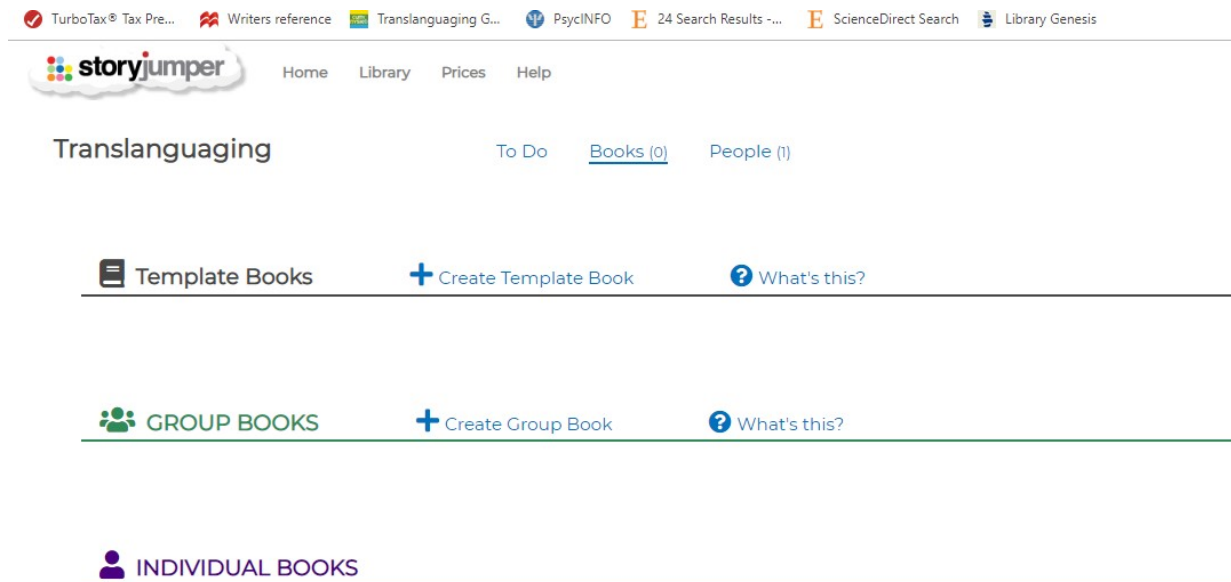 TurboTax® Tax Pre... Writers reference Translanguaging G... PsycINFO 24 Search Results -... ScienceDirect Search Library Genesis
storyjumper Home Library Prices Help
Translanguaging To Do Books (0) People (1)
Template Books Create Template Book What's this?
GROUP BOOKS Create Group Book What's this?
INDIVIDUAL BOOKS